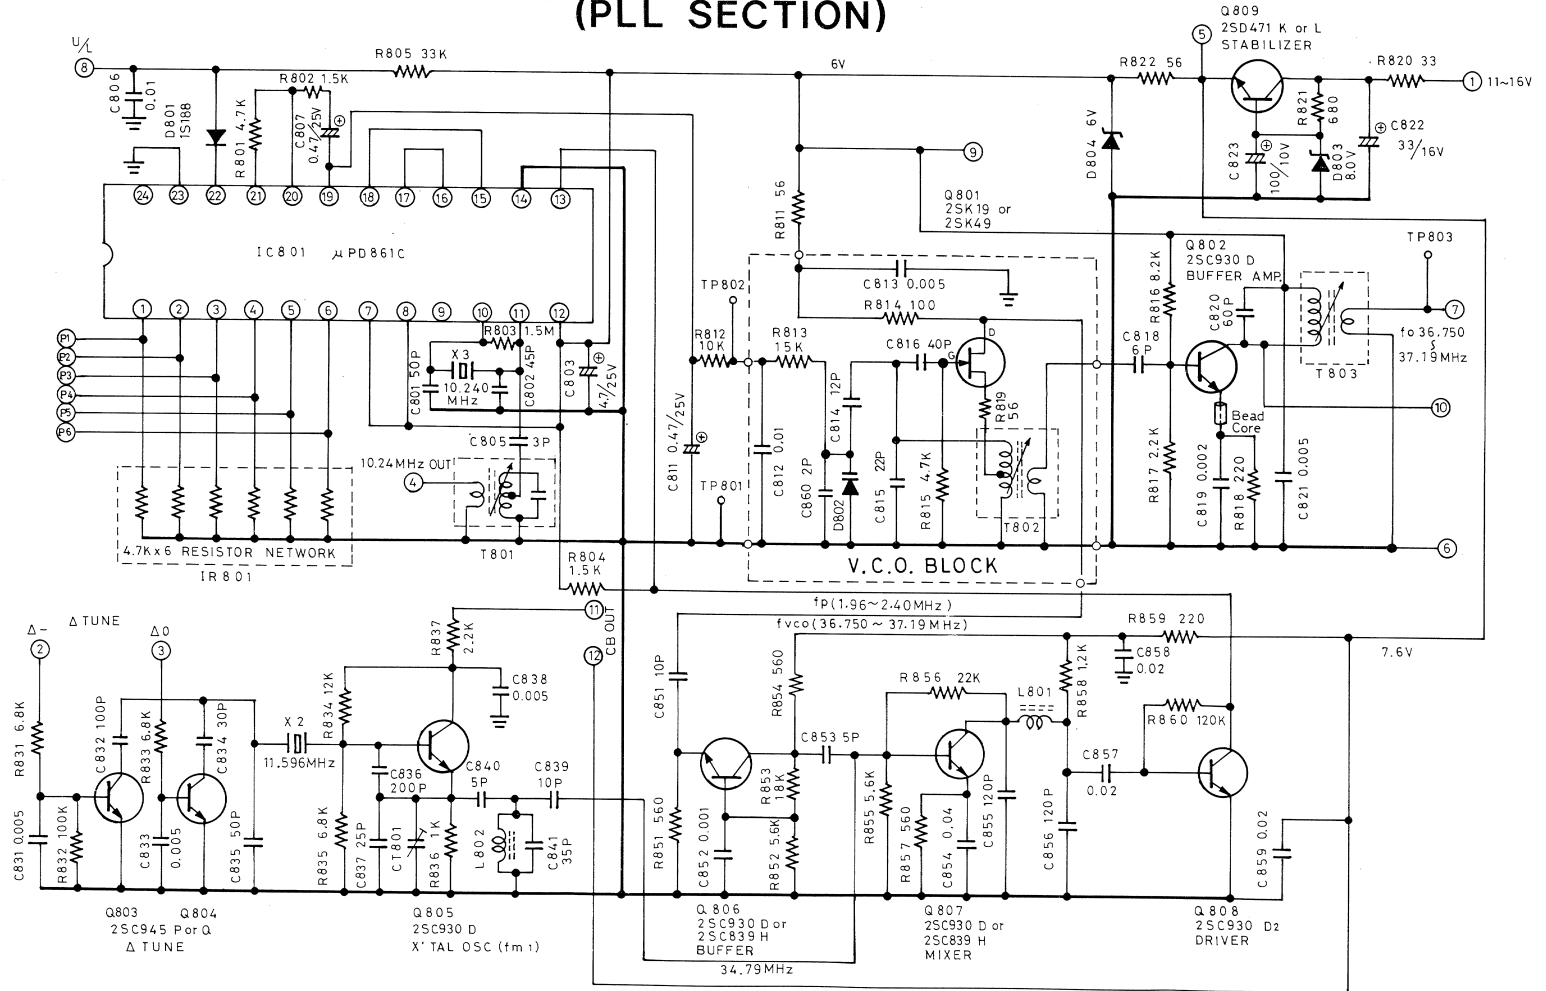 (PLL SECTION)
U/L
8
C806
0.01
D801
1S188
R801 4.7K
R802 1.5K
C807
0.47/25V
R805 33K
6V
R822 56
5
Q809
2SD471 K or L
STABILIZER
R820 33
1
11~16V
R821
680
C822
33/16V
C823
100/10V
D803
8.0V
D804 6V
9
R811 56
Q801
2SK19 or
2SK49
24
23
22
21
20
19
18
17
16
15
14
13
IC801 μPD861C
1
2
3
4
5
6
7
8
9
10
11
12
P1
P2
P3
P4
P5
P6
R803 1.5M
X3
10.240
MHz
C801 50P
C802 45P
C803
4.7/25V
C805
3P
10.24MHz OUT
4
T801
4.7Kx6 RESISTOR NETWORK
IR801
R804
1.5K
C811 0.47/25V
TP802
R812
10K
TP801
C813 0.005
R814 100
R813
15K
C816 40P
D
G
R819
56
C812 0.01
C860 2P
C814 12P
D802
C815 22P
R815 4.7K
T802
V.C.O. BLOCK
C818
6P
R816 8.2K
R817 2.2K
Q802
2SC930 D
BUFFER AMP.
C820
60P
Bead
Core
C819 0.002
R818 220
C821 0.005
T803
TP803
7
fo 36.750
~
37.19MHz
10
6
11
CB OUT
12
fp(1.96~2.40MHz)
fvco(36.750~37.19MHz)
Δ TUNE
Δ-
2
Δ0
3
R831 6.8K
C831 0.005
R832 100K
C832 100P
R833 6.8K
C833
0.005
C834 30P
C835 50P
X2
11.596MHz
R834 12K
R835 6.8K
R837
2.2K
C838
0.005
C836
200P
C837 25P
CT801
R836 1K
C840
5P
C839
10P
L802
C841
35P
Q803
Q804
2SC945 P or Q
Δ TUNE
Q805
2SC930 D
X'TAL OSC (fm1)
C851 10P
R851 560
C852 0.001
R854 560
R853
18K
R852 5.6K
C853 5P
Q806
2SC930 D or
2SC839 H
BUFFER
34.79MHz
R856 22K
R855 5.6K
R857 560
C854 0.04
C855 120P
L801
R858 1.2K
C856 120P
C857
0.02
Q807
2SC930 D or
2SC839 H
MIXER
C858
0.02
R859 220
7.6V
R860 120K
C859 0.02
Q808
2SC930 D2
DRIVER